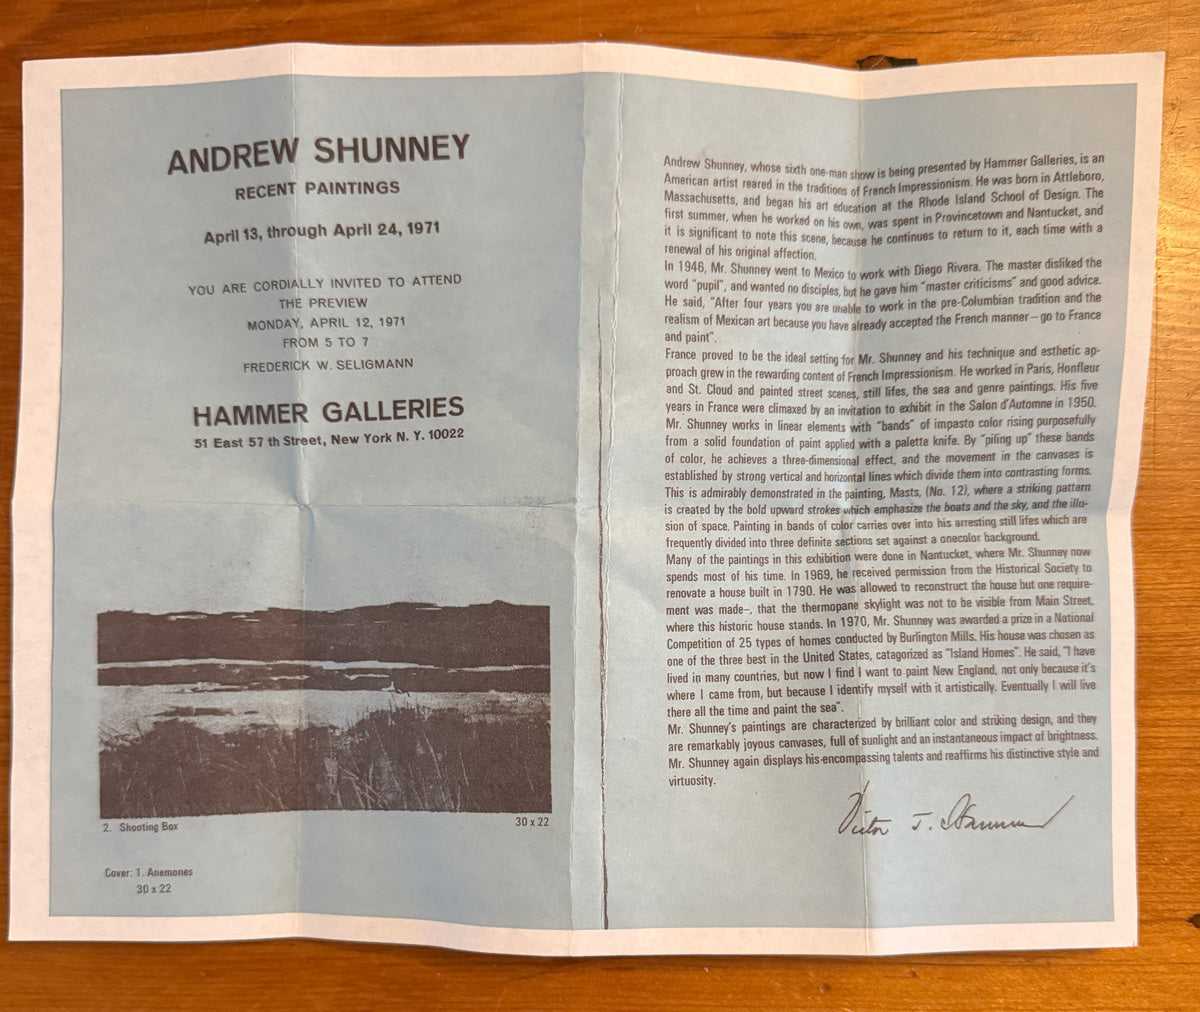 ANDREW SHUNNEY
RECENT PAINTINGS
April 13, through April 24, 1971
YOU ARE CORDIALLY INVITED TO ATTEND
THE PREVIEW
MONDAY, APRIL 12, 1971
FROM 5 TO 7
FREDERICK W. SELIGMANN
HAMMER GALLERIES
51 East 57 th Street, New York N. Y. 10022
2. Shooting Box
30 x 22
Cover: 1. Anemones
30 x 22
Andrew Shunney, whose sixth one-man show is being presented by Hammer Galleries, is an
American artist reared in the traditions of French Impressionism. He was born in Attleboro,
Massachusetts, and began his art education at the Rhode Island School of Design. The
first summer, when he worked on his own, was spent in Provincetown and Nantucket, and
it is significant to note this scene, because he continues to return to it, each time with a
renewal of his original affection.
In 1946, Mr. Shunney went to Mexico to work with Diego Rivera. The master disliked the
word "pupil", and wanted no disciples, but he gave him "master criticisms" and good advice.
He said, "After four years you are unable to work in the pre-Columbian tradition and the
realism of Mexican art because you have already accepted the French manner—go to France
and paint".
France proved to be the ideal setting for Mr. Shunney and his technique and esthetic ap-
proach grew in the rewarding content of French Impressionism. He worked in Paris, Honfleur
and St. Cloud and painted street scenes, still lifes, the sea and genre paintings. His five
years in France were climaxed by an invitation to exhibit in the Salon d'Automne in 1950.
Mr. Shunney works in linear elements with "bands" of impasto color rising purposefully
from a solid foundation of paint applied with a palette knife. By "piling up" these bands
of color, he achieves a three-dimensional effect, and the movement in the canvases is
established by strong vertical and horizontal lines which divide them into contrasting forms.
This is admirably demonstrated in the painting, Masts, (No. 12), where a striking pattern
is created by the bold upward strokes which emphasize the boats and the sky, and the illu-
sion of space. Painting in bands of color carries over into his arresting still lifes which are
frequently divided into three definite sections set against a onecolor background.
Many of the paintings in this exhibition were done in Nantucket, where Mr. Shunney now
spends most of his time. In 1969, he received permission from the Historical Society to
renovate a house built in 1790. He was allowed to reconstruct the house but one require-
ment was made—, that the thermopane skylight was not to be visible from Main Street,
where this historic house stands. In 1970, Mr. Shunney was awarded a prize in a National
Competition of 25 types of homes conducted by Burlington Mills. His house was chosen as
one of the three best in the United States, catagorized as "Island Homes". He said, "I have
lived in many countries, but now I find I want to paint New England, not only because it's
where I came from, but because I identify myself with it artistically. Eventually I will live
there all the time and paint the sea".
Mr. Shunney's paintings are characterized by brilliant color and striking design, and they
are remarkably joyous canvases, full of sunlight and an instantaneous impact of brightness.
Mr. Shunney again displays his encompassing talents and reaffirms his distinctive style and
virtuosity.
Victor J. Hammer